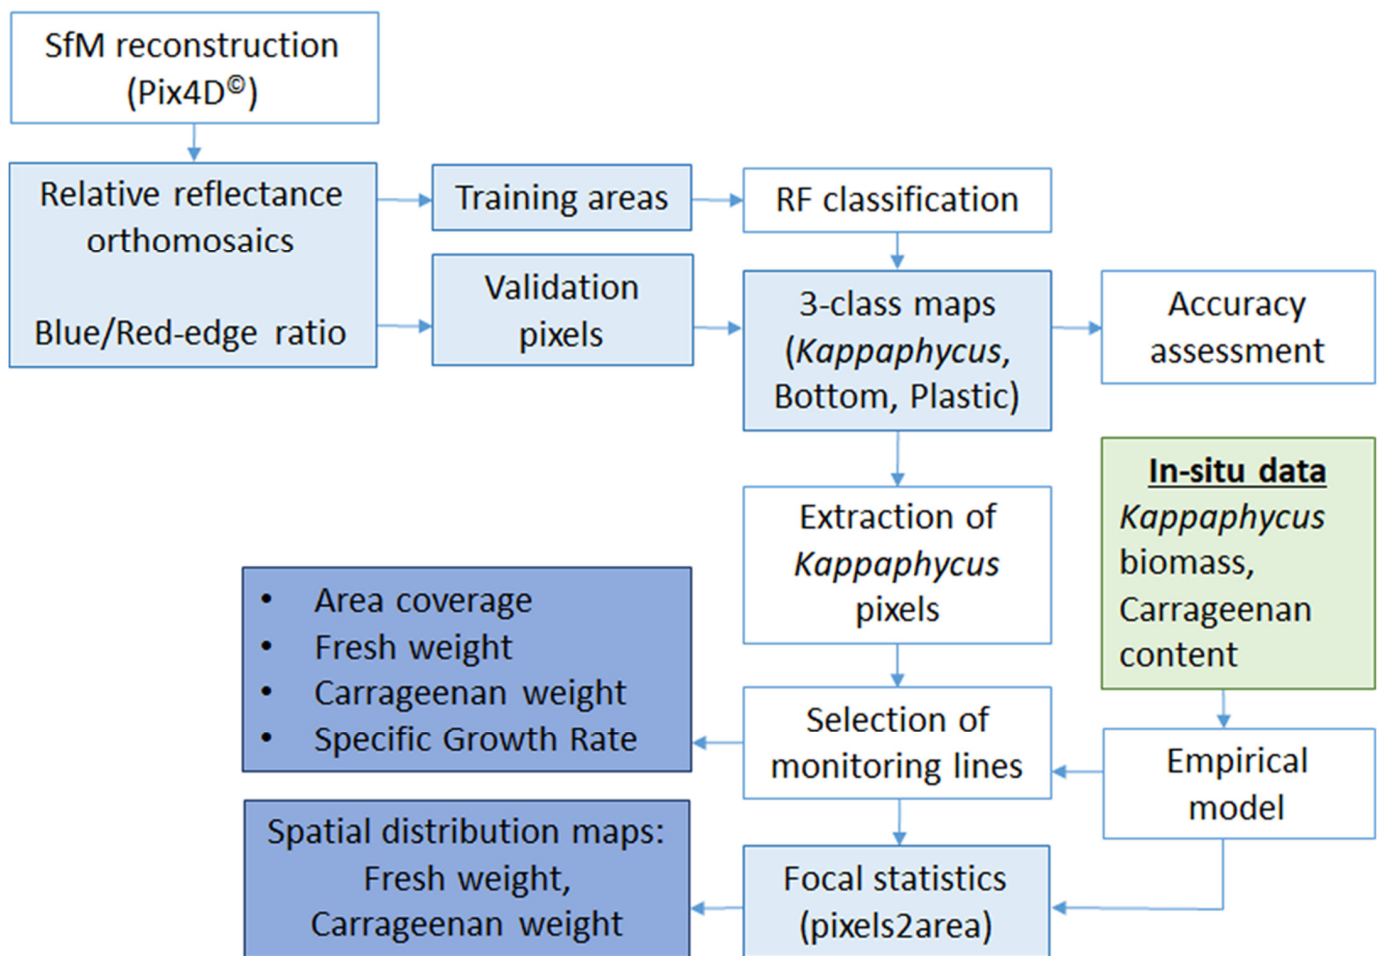 SfM reconstruction
(Pix4D©)
Relative reflectance
orthomosaics
Blue/Red-edge ratio
Training areas
RF classification
Validation
pixels
3-class maps
(Kappaphycus,
Bottom, Plastic)
Accuracy
assessment
Extraction of
Kappaphycus
pixels
In-situ data
Kappaphycus
biomass,
Carrageenan
content
• Area coverage
• Fresh weight
• Carrageenan weight
• Specific Growth Rate
Selection of
monitoring lines
Empirical
model
Spatial distribution maps:
Fresh weight,
Carrageenan weight
Focal statistics
(pixels2area)